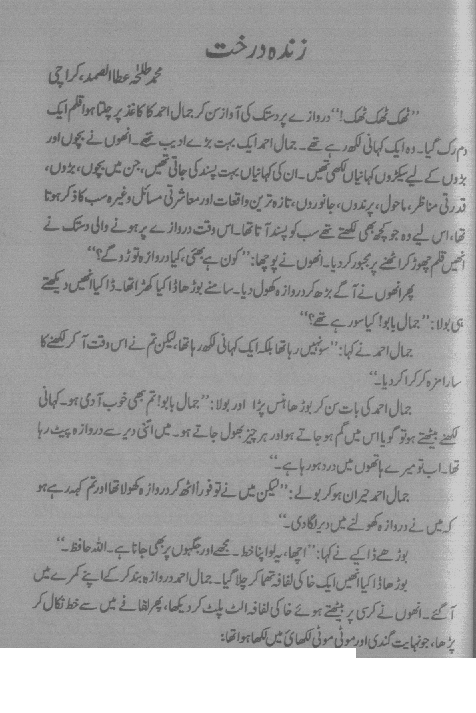 زندہ درخت
محمد طلحہ عطا الصمد، کراچی
"ٹھک ٹھک ٹھک!" دروازے پر دستک کی آواز سن کر جمال احمد کا کاغذ پر چلتا ہوا قلم ایک
دم رک گیا۔ وہ ایک کہانی لکھ رہے تھے۔ جمال احمد ایک بہت بڑے ادیب تھے۔ انھوں نے بچوں اور
بڑوں کے لیے سیکڑوں کہانیاں لکھی تھیں۔ ان کی کہانیاں بہت پسند کی جاتی تھیں، جن میں بچوں، بڑوں،
قدرتی مناظر، ماحول، پرندوں، جانوروں، تازہ ترین واقعات اور معاشرتی مسائل وغیرہ سب کا ذکر ہوتا
تھا، اس لیے وہ جو کچھ بھی لکھتے تھے سب کو پسند آتا تھا۔ اس وقت دروازے پر ہونے والی دستک نے
انھیں قلم چھوڑ کر اٹھنے پر مجبور کر دیا۔ انھوں نے پوچھا: "کون ہے بھئی، کیا دروازہ توڑو گے؟"
پھر انھوں نے آگے بڑھ کر دروازہ کھول دیا۔ سامنے بوڑھا ڈاکیا کھڑا تھا۔ ڈاکیا انھیں دیکھتے
ہی بولا: "جمال بابو! کیا سو رہے تھے؟"
جمال احمد نے کہا: "سو نہیں رہا تھا بلکہ ایک کہانی لکھ رہا تھا، لیکن تم نے اس وقت آ کر لکھنے کا
سارا مزہ کرکرا کر دیا۔"
جمال احمد کی بات سن کر بوڑھا ہنس پڑا اور بولا: "جمال بابو! تم بھی خوب آدمی ہو۔ کہانی
لکھنے بیٹھتے ہو تو گویا اس میں گم ہو جاتے ہو اور ہر چیز بھول جاتے ہو۔ میں اتنی دیر سے دروازہ پیٹ رہا
تھا۔ اب تو میرے ہاتھوں میں درد ہو رہا ہے۔"
جمال احمد حیران ہو کر بولے: "لیکن میں نے تو فوراً اٹھ کر دروازہ کھولا تھا اور تم کہہ رہے ہو
کہ میں نے دروازہ کھولنے میں دیر لگا دی۔"
بوڑھے ڈاکیے نے کہا: "اچھا، یہ لو اپنا خط۔ مجھے اور جگہوں پر بھی جانا ہے۔ اللہ حافظ۔"
بوڑھا ڈاکیا انھیں ایک خاکی لفافہ تھما کر چلا گیا۔ جمال احمد دروازہ بند کر کے اپنے کمرے میں
آ گئے۔ انھوں نے کرسی پر بیٹھتے ہوئے خاکی لفافہ الٹ پلٹ کر دیکھا، پھر لفافے میں سے خط نکال کر
پڑھا، جو نہایت گندی اور موٹی موٹی لکھائی میں لکھا ہوا تھا: